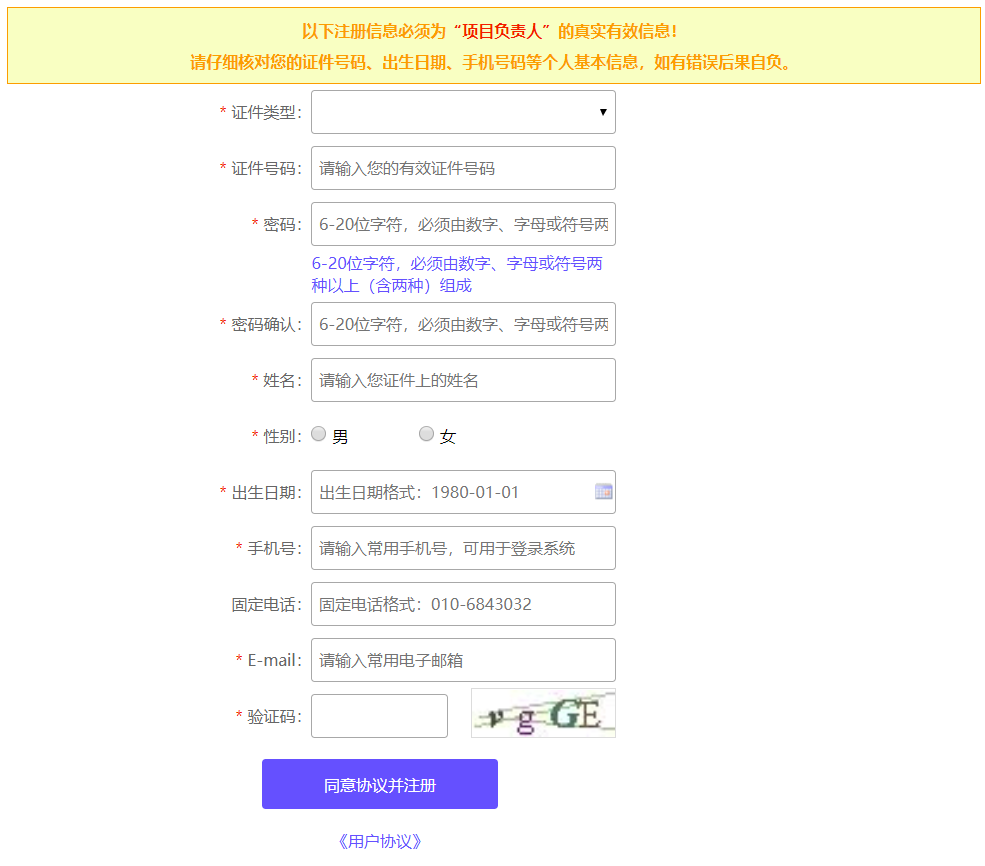 以下注册信息必须为“项目负责人”的真实有效信息！
请仔细核对您的证件号码、出生日期、手机号码等个人基本信息，如有错误后果自负。
* 证件类型：
* 证件号码： 请输入您的有效证件号码
* 密码： 6-20位字符，必须由数字、字母或符号两
6-20位字符，必须由数字、字母或符号两
种以上（含两种）组成
* 密码确认： 6-20位字符，必须由数字、字母或符号两
* 姓名： 请输入您证件上的姓名
* 性别： 男 女
* 出生日期： 出生日期格式：1980-01-01
* 手机号： 请输入常用手机号，可用于登录系统
固定电话： 固定电话格式：010-6843032
* E-mail： 请输入常用电子邮箱
* 验证码： vgGE
同意协议并注册
《用户协议》